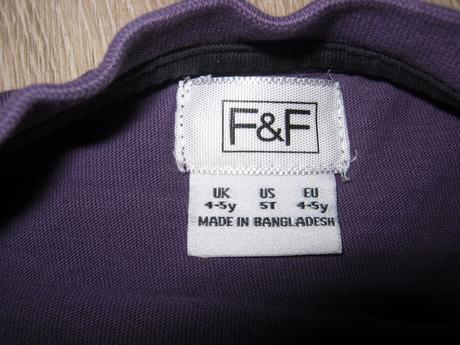 F&F
UK US EU
4-5y 5T 4-5y
MADE IN BANGLADESH